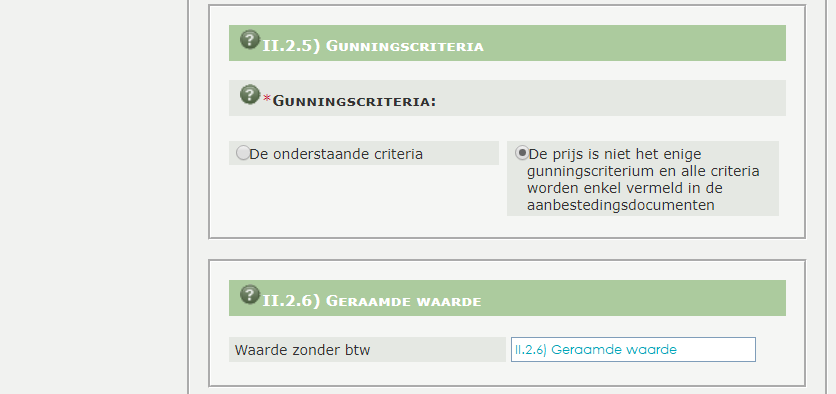 II.2.5) Gunningscriteria
*Gunningscriteria:
De onderstaande criteria
De prijs is niet het enige
gunningscriterium en alle criteria
worden enkel vermeld in de
aanbestedingsdocumenten
II.2.6) Geraamde waarde
Waarde zonder btw
II.2.6) Geraamde waarde